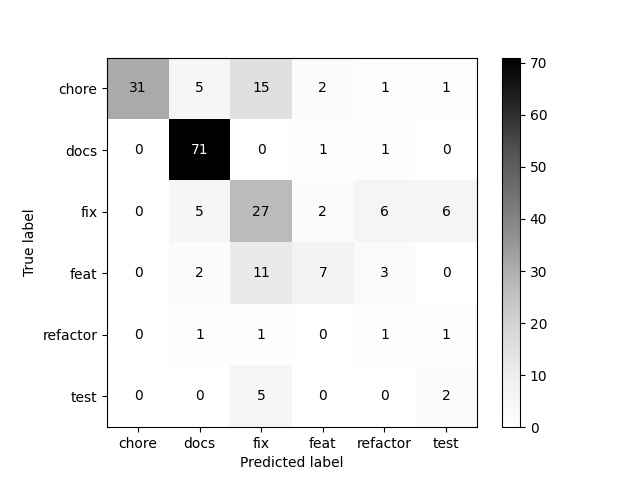 chore 31 5 15 2 1 1
docs 0 71 0 1 1 0
fix 0 5 27 2 6 6
feat 0 2 11 7 3 0
refactor 0 1 1 0 1 1
test 0 0 5 0 0 2
chore docs fix feat refactor test
Predicted label
True label
70
60
50
40
30
20
10
0